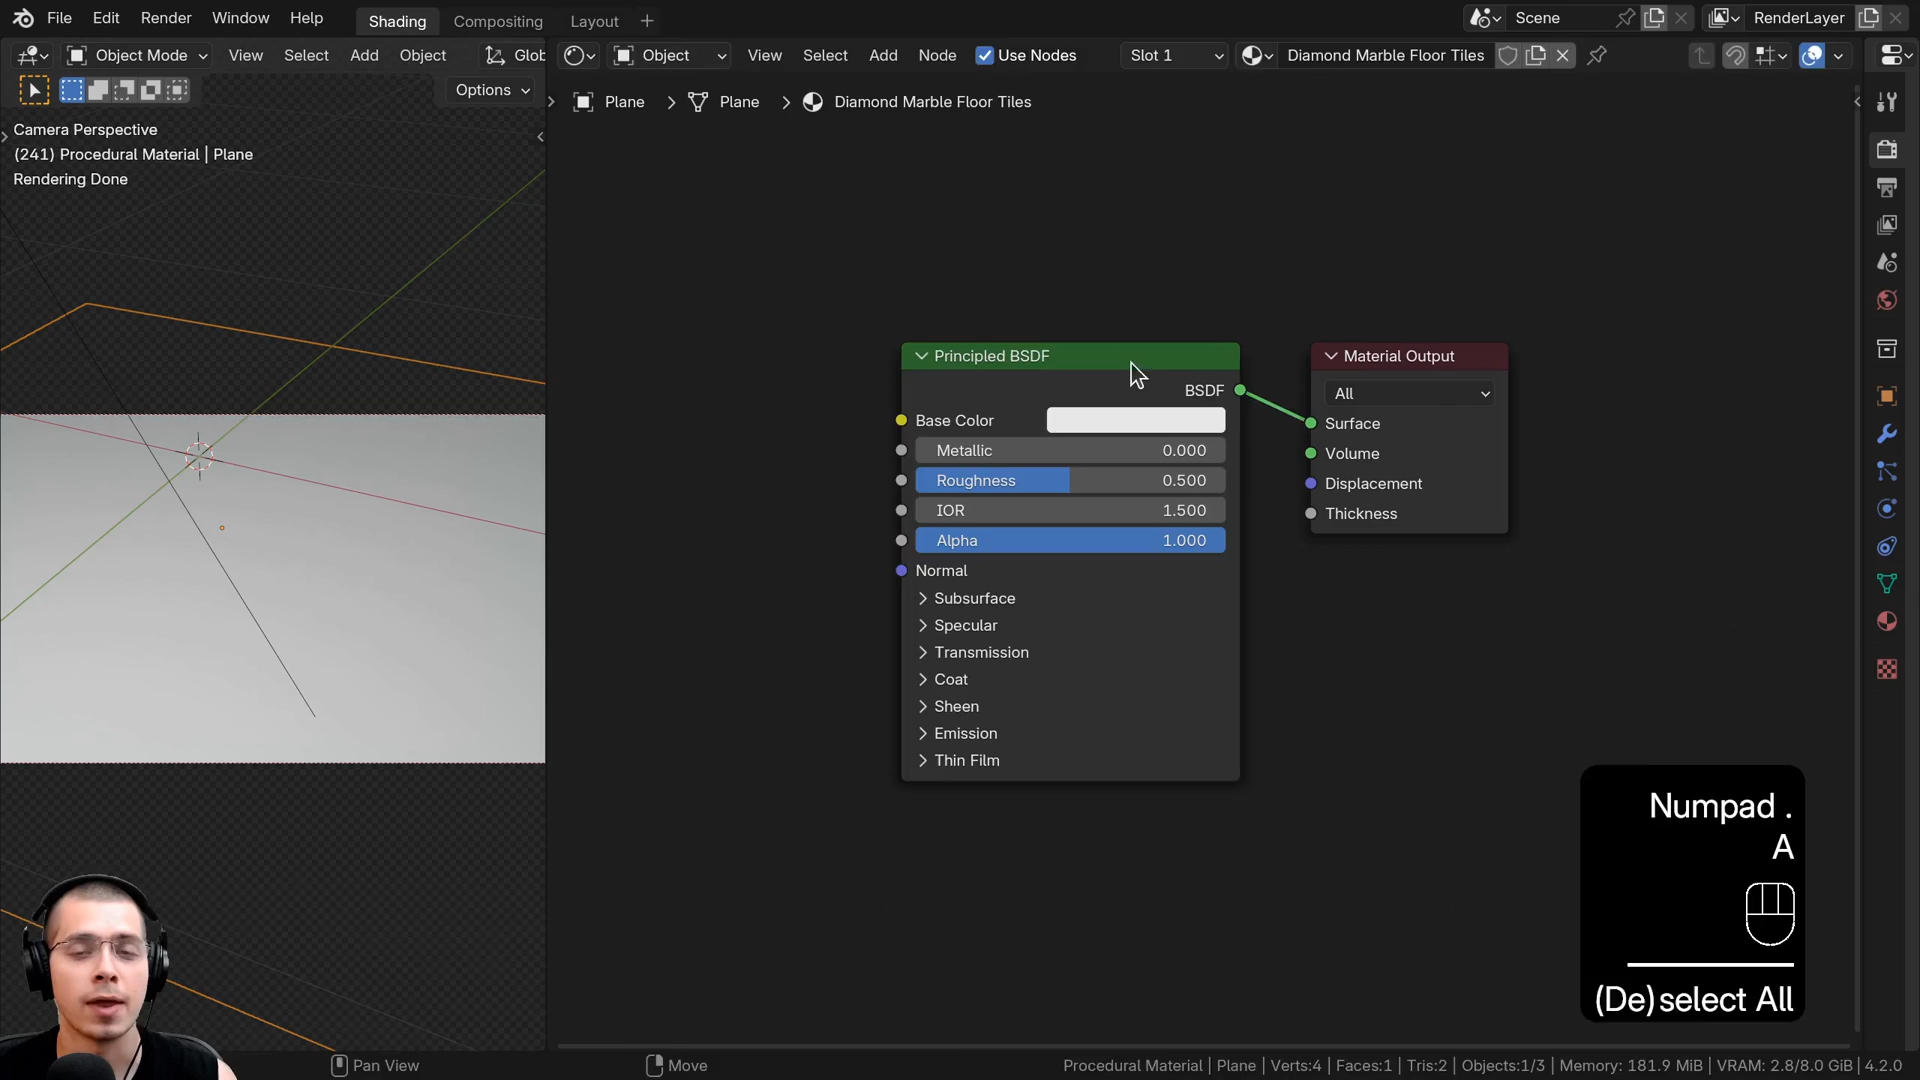 File Edit Render Window Help Shading Compositing Layout + Scene RenderLayer
Object Mode View Select Add Object Glob Object View Select Add Node Use Nodes Slot 1 Diamond Marble Floor Tiles
Options
Plane > Plane > Diamond Marble Floor Tiles
Camera Perspective
(241) Procedural Material | Plane
Rendering Done
Principled BSDF
BSDF
Base Color
Metallic 0.000
Roughness 0.500
IOR 1.500
Alpha 1.000
Normal
Subsurface
Specular
Transmission
Coat
Sheen
Emission
Thin Film
Material Output
All
Surface
Volume
Displacement
Thickness
Numpad .
A
(De)select All
Pan View Move Procedural Material | Plane | Verts:4 | Faces:1 | Tris:2 | Objects:1/3 | Memory: 181.9 MiB | VRAM: 2.8/8.0 GiB | 4.2.0